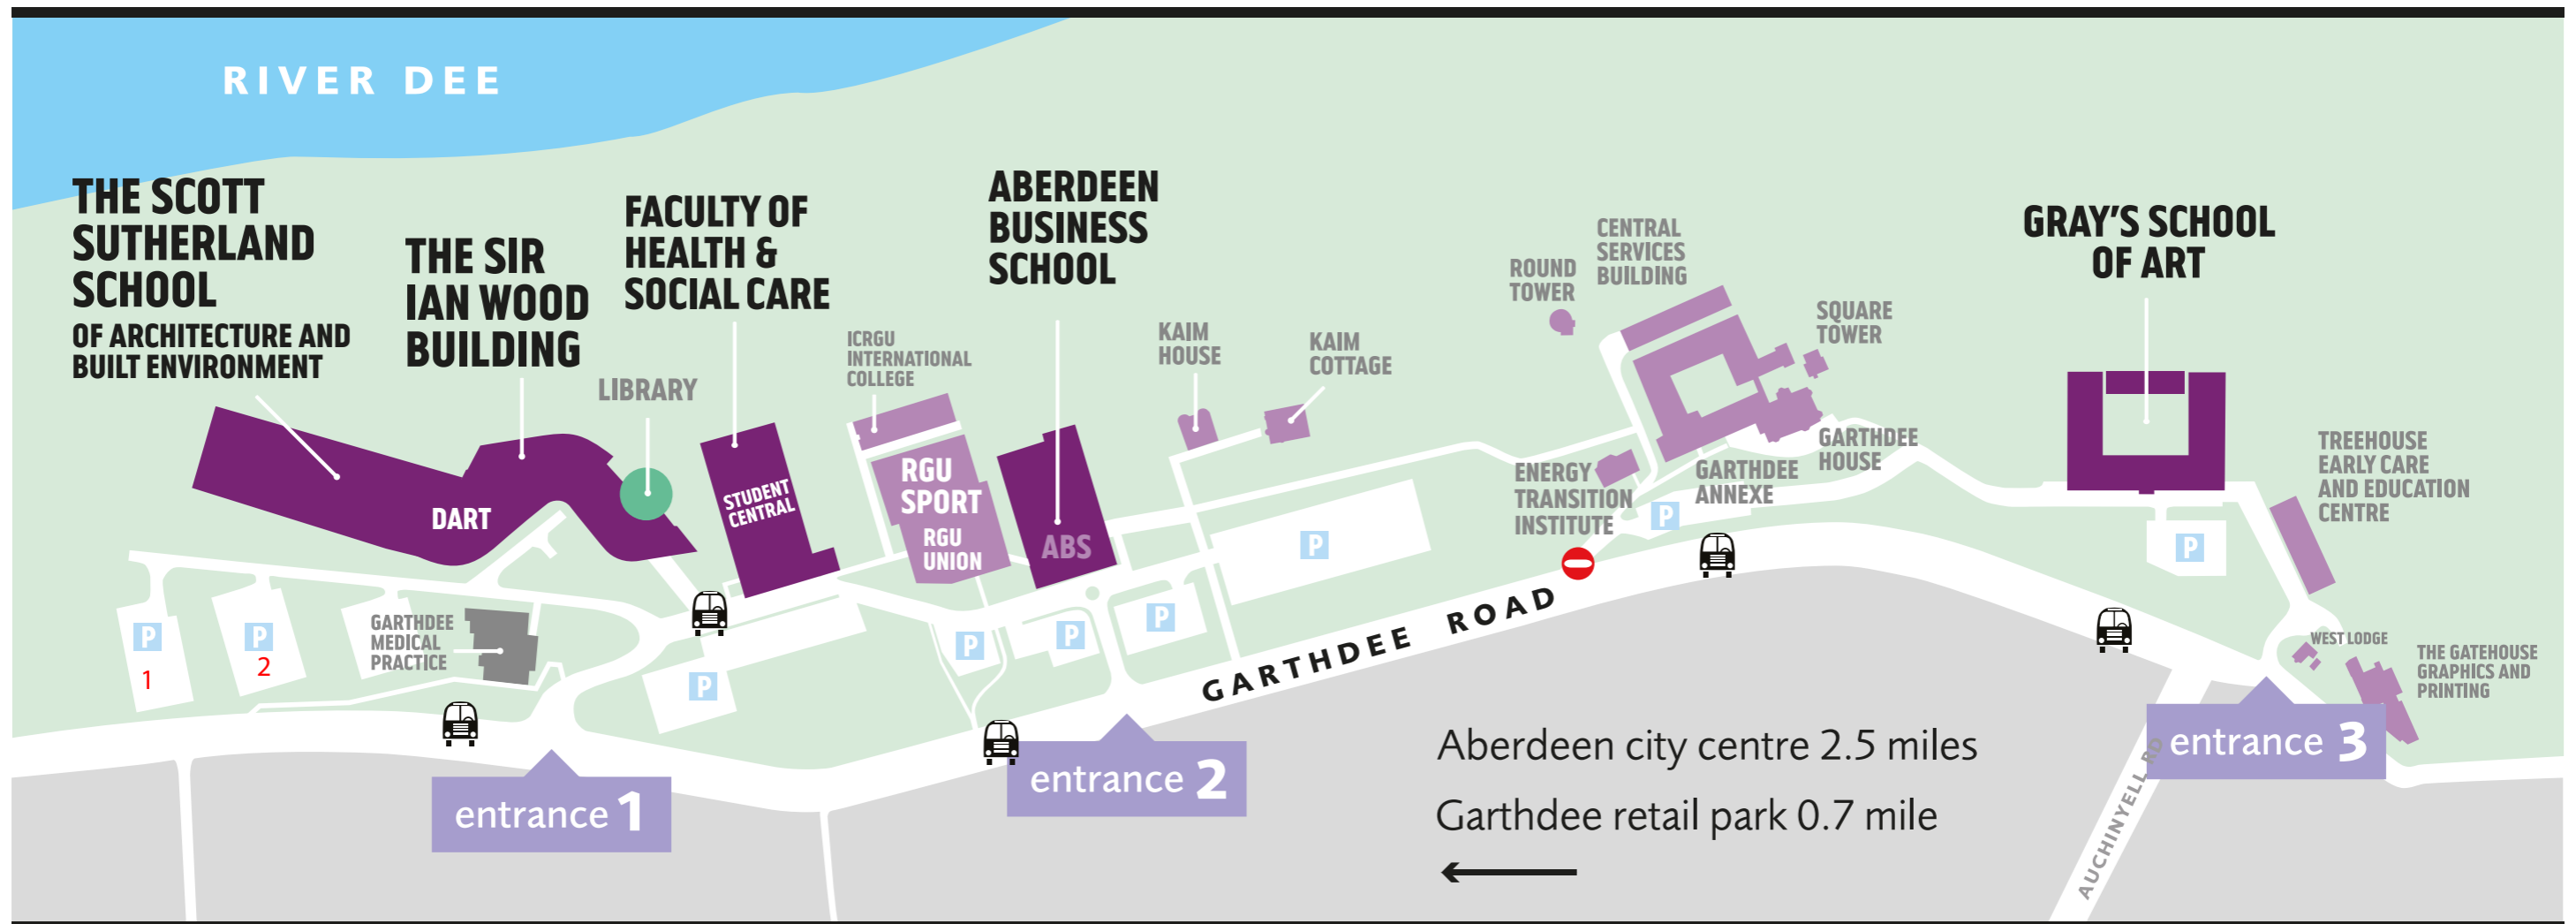 RIVER DEE
THE SCOTT
SUTHERLAND
SCHOOL
OF ARCHITECTURE AND
BUILT ENVIRONMENT
THE SIR
IAN WOOD
BUILDING
LIBRARY
FACULTY OF
HEALTH &
SOCIAL CARE
ICRGU
INTERNATIONAL
COLLEGE
ABERDEEN
BUSINESS
SCHOOL
KAIM
HOUSE
KAIM
COTTAGE
ROUND
TOWER
CENTRAL
SERVICES
BUILDING
SQUARE
TOWER
GRAY’S SCHOOL
OF ART
DART
STUDENT
CENTRAL
RGU
SPORT
RGU
UNION
ABS
ENERGY
TRANSITION
INSTITUTE
GARTHDEE
ANNEXE
GARTHDEE
HOUSE
TREEHOUSE
EARLY CARE
AND EDUCATION
CENTRE
P
P
P
P
1
P
2
GARTHDEE
MEDICAL
PRACTICE
P
P
P
P
GARTHDEE ROAD
WEST LODGE
THE GATEHOUSE
GRAPHICS AND
PRINTING
entrance 1
entrance 2
entrance 3
Aberdeen city centre 2.5 miles
Garthdee retail park 0.7 mile
AUCHINYELL RD